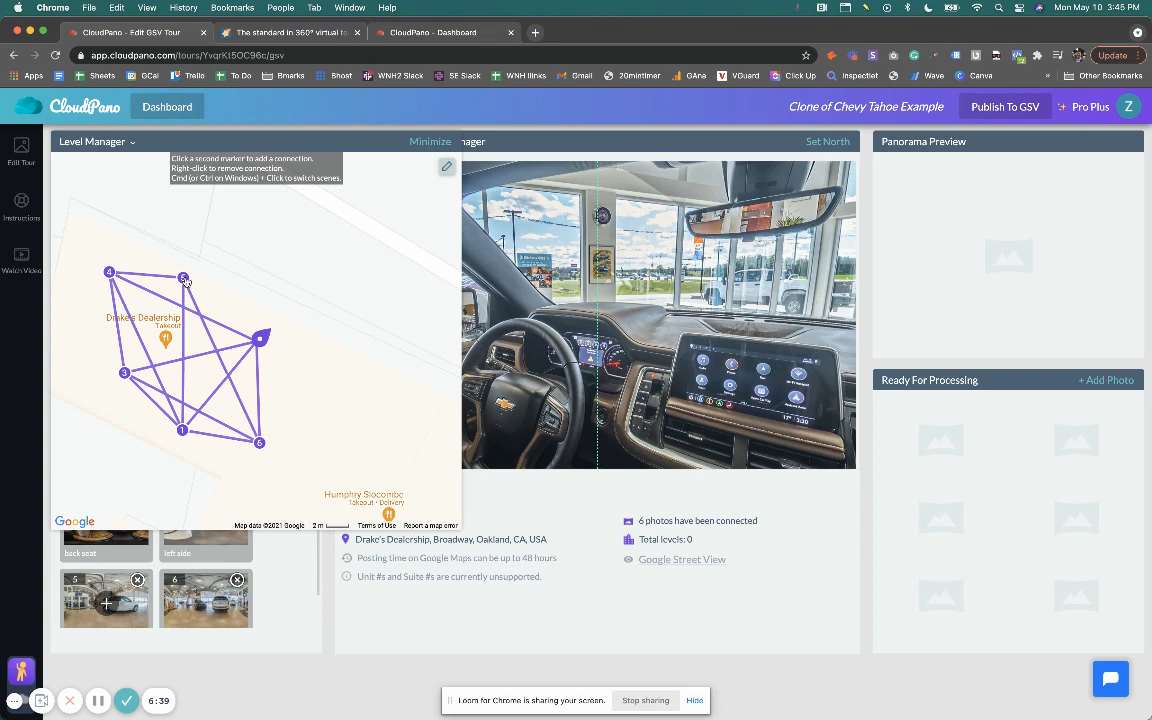 Chrome File Edit View History Bookmarks People Tab Window Help Mon May 10 3:45 PM
CloudPano - Edit GSV Tour The standard in 360° virtual to CloudPano - Dashboard
app.cloudpano.com/tours/YvqrKt5OC96c/gsv Update
Apps Sheets GCal Trello To Do Bmarks Bhost WNH2 Slack SE Slack WNH links Gmail 20mintimer GAna VGuard Click Up Inspectlet Wave Canva » Other Bookmarks
CloudPano Dashboard Clone of Chevy Tahoe Example Publish To GSV Pro Plus Z
Level Manager Minimize nager Set North Panorama Preview
Edit Tour
Instructions
Watch Video
Click a second marker to add a connection.
Right-click to remove connection.
Cmd (or Ctrl on Windows) + Click to switch scenes.
4
5
Drake's Dealership
Takeout
3
1
6
Ready For Processing + Add Photo
Humphry Slocombe
Takeout • Delivery
Google Map data ©2021 Google 2 m Terms of Use Report a map error
back seat left side
5 6
6 photos have been connected
Drake's Dealership, Broadway, Oakland, CA, USA Total levels: 0
Posting time on Google Maps can be up to 48 hours Google Street View
Unit #s and Suite #s are currently unsupported.
6:39
Loom for Chrome is sharing your screen. Stop sharing Hide